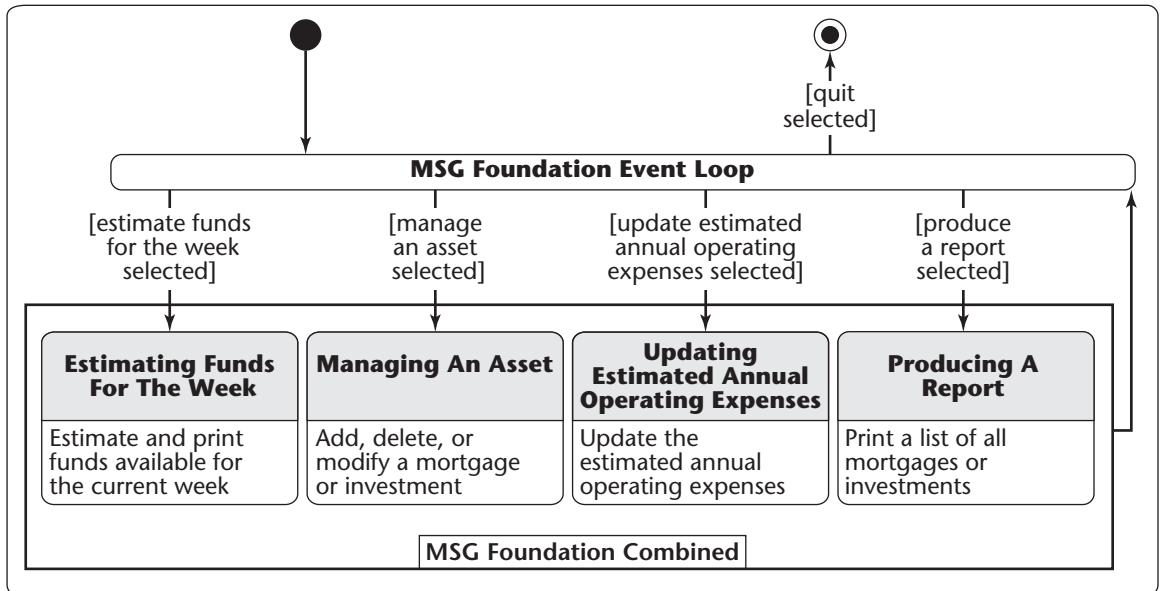 [quit
selected]
MSG Foundation Event Loop
[estimate funds
for the week
selected]
[manage
an asset
selected]
[update estimated
annual operating
expenses selected]
[produce
a report
selected]
Estimating Funds
For The Week
Estimate and print
funds available for
the current week
Managing An Asset
Add, delete, or
modify a mortgage
or investment
Updating
Estimated Annual
Operating Expenses
Update the
estimated annual
operating expenses
Producing A
Report
Print a list of all
mortgages or
investments
MSG Foundation Combined